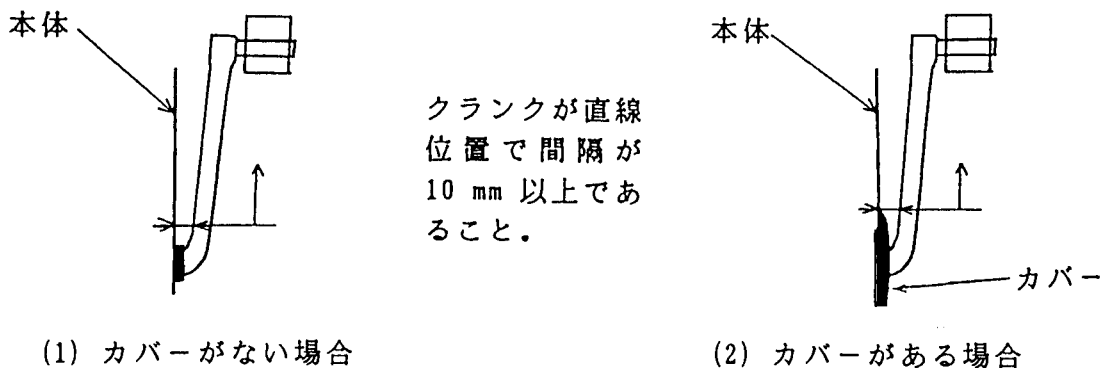 本体
本体
クランクが直線
位置で間隔が
10 mm 以上であ
ること.
カバー
(1) カバーがない場合
(2) カバーがある場合